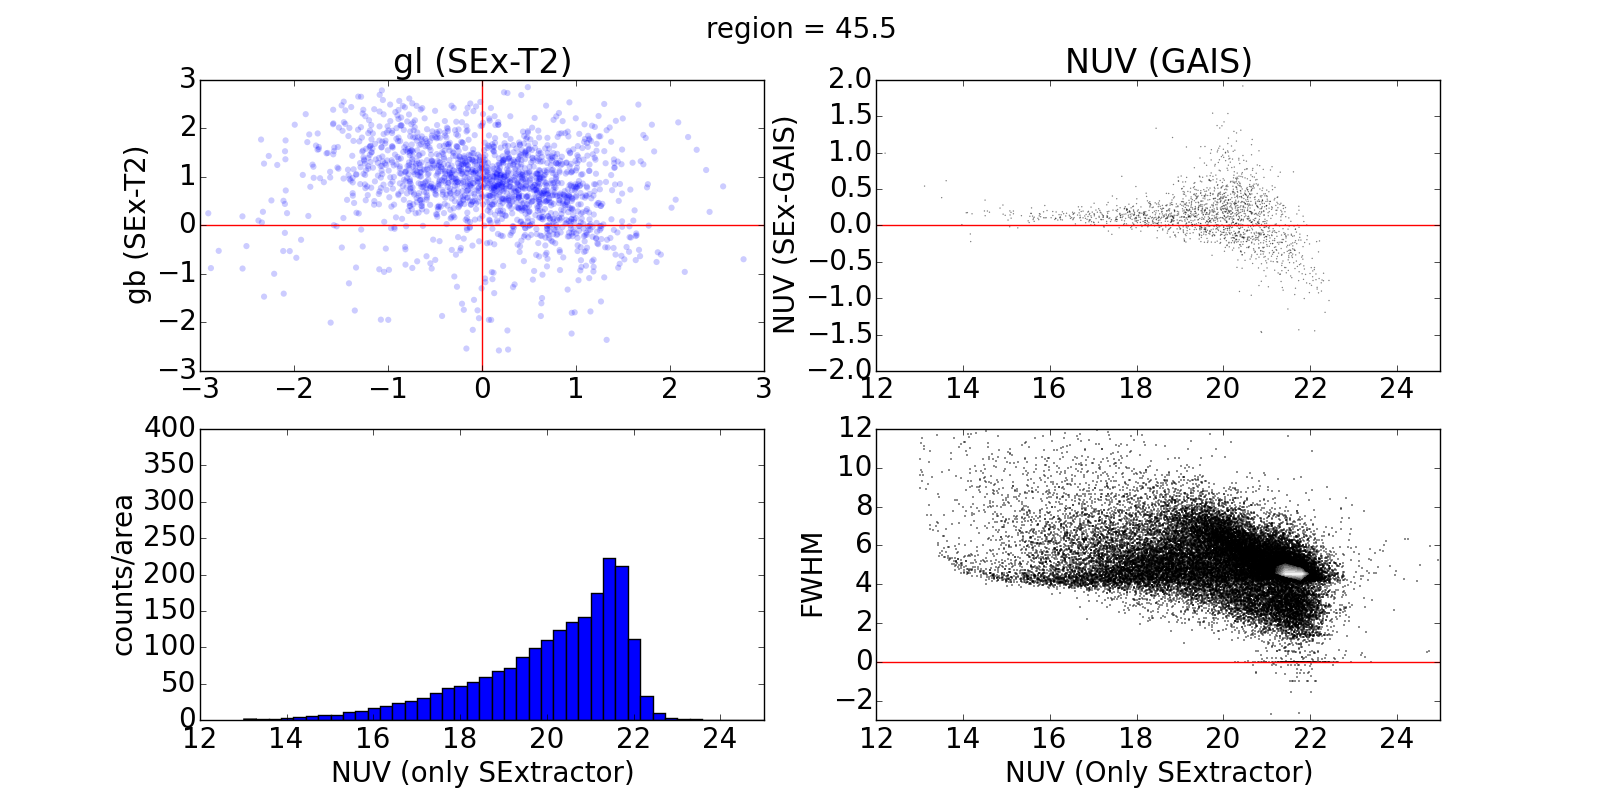 region = 45.5
gl (SEx-T2)
NUV (GAIS)
gb (SEx-T2)
3
2
1
0
−1
−2
−3
−3 −2 −1 0 1 2 3
NUV (SEx-GAIS)
2.0
1.5
1.0
0.5
0.0
−0.5
−1.0
−1.5
−2.0
12 14 16 18 20 22 24
counts/area
400
350
300
250
200
150
100
50
0
12 14 16 18 20 22 24
NUV (only SExtractor)
FWHM
12
10
8
6
4
2
0
−2
12 14 16 18 20 22 24
NUV (Only SExtractor)